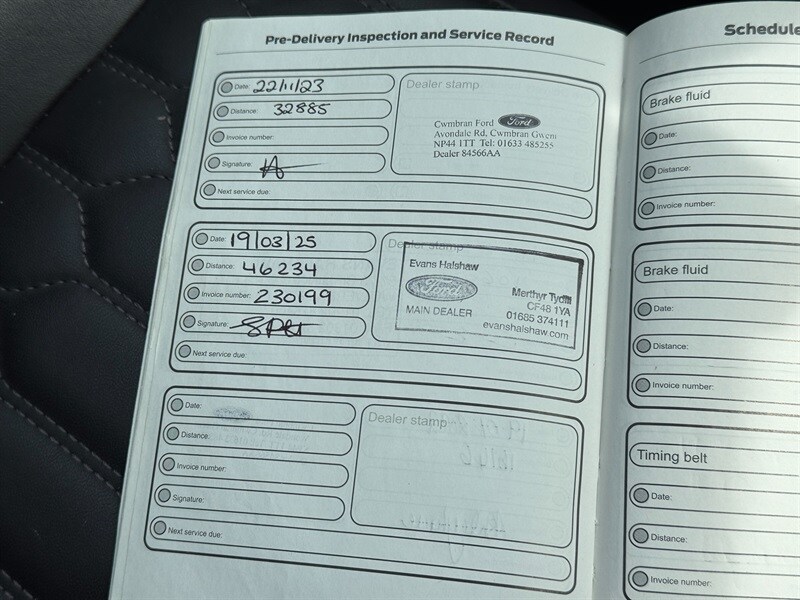 Pre-Delivery Inspection and Service Record
Date: 22/11/23
Distance: 32885
Invoice number:
Signature:
Next service due:
Dealer stamp
Cwmbran Ford Ford
Avondale Rd, Cwmbran Gwent
NP44 1TT Tel: 01633 485255
Dealer 84566AA
Date: 19/03/25
Distance: 46234
Invoice number: 230199
Signature:
Next service due:
Dealer stamp
Evans Halshaw
Ford
MAIN DEALER
Merthyr Tydfil
CF48 1YA
01685 374111
evanshalshaw.com
Date:
Distance:
Invoice number:
Signature:
Next service due:
Dealer stamp
Schedule
Brake fluid
Date:
Distance:
Invoice number:
Brake fluid
Date:
Distance:
Invoice number:
Timing belt
Date:
Distance:
Invoice number: